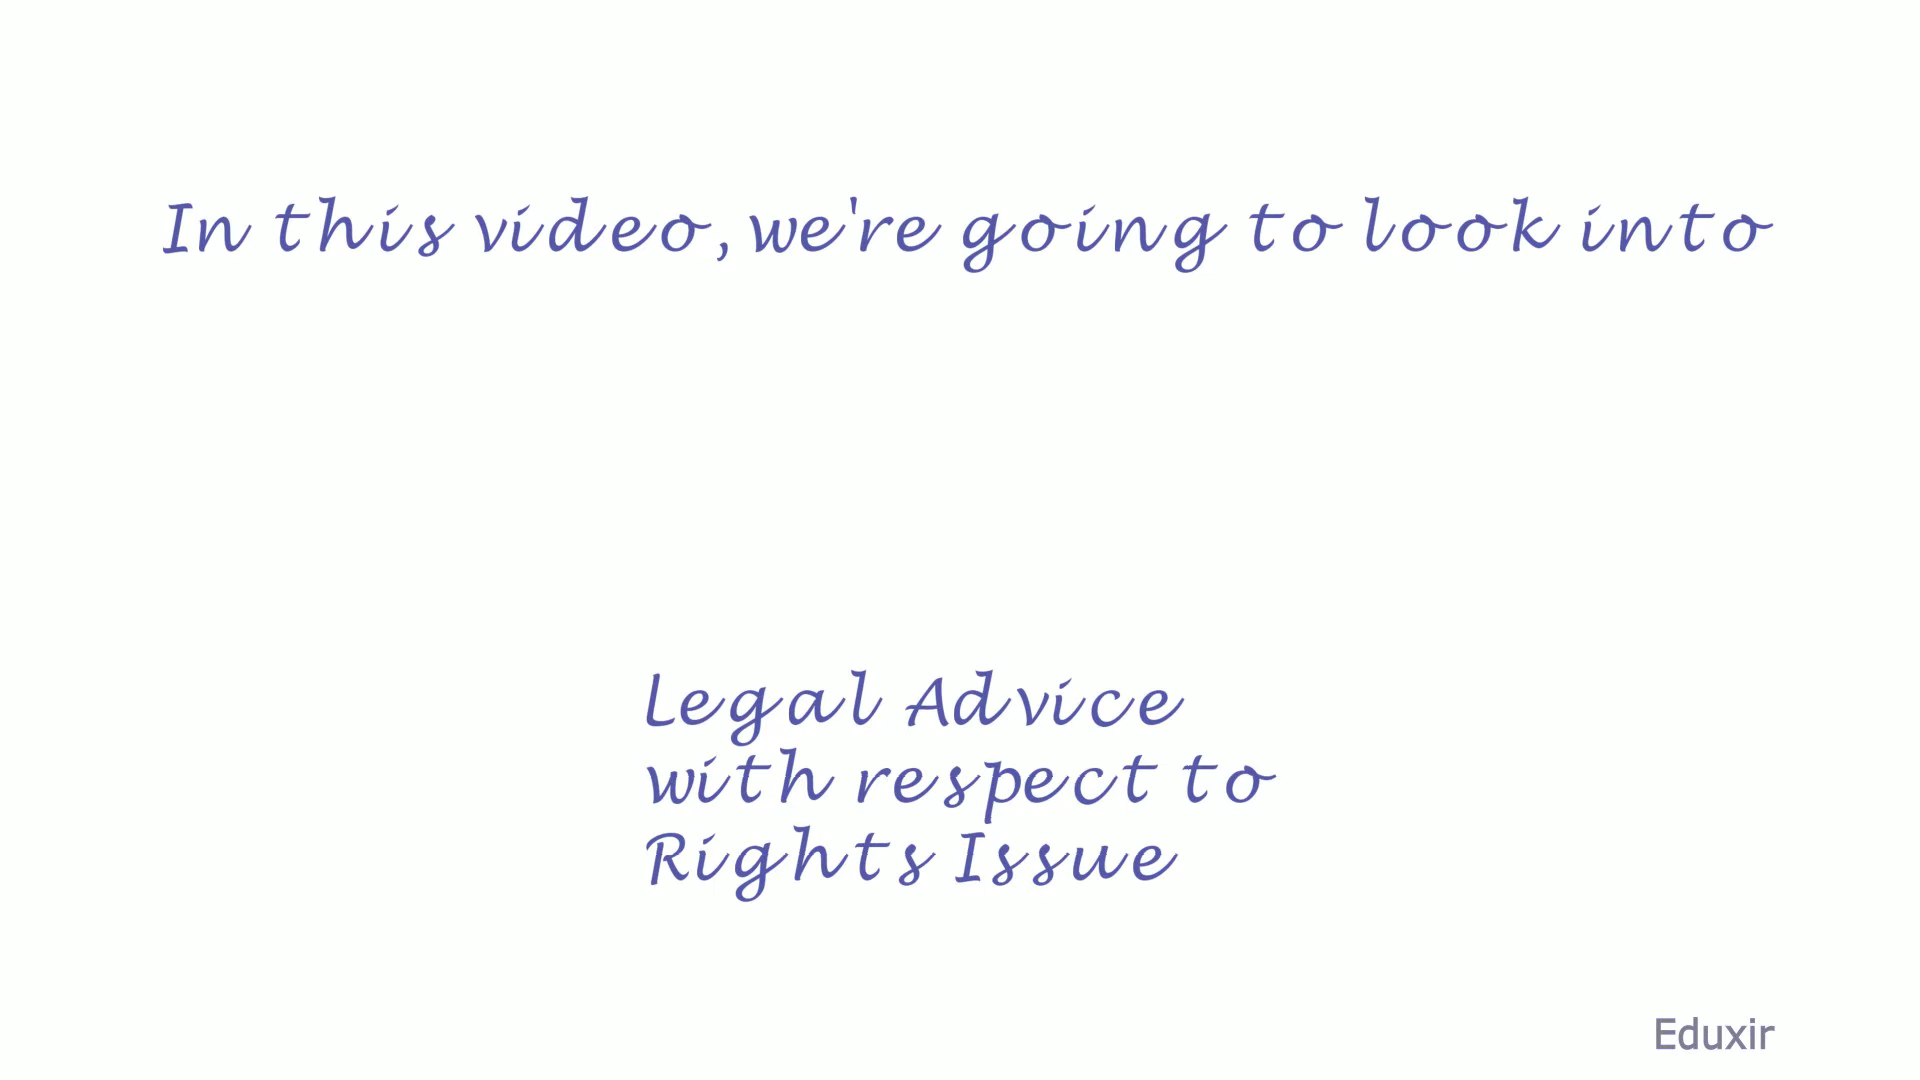 In this video, we're going to look into
Legal Advice
with respect to
Rights Issue
Eduxir